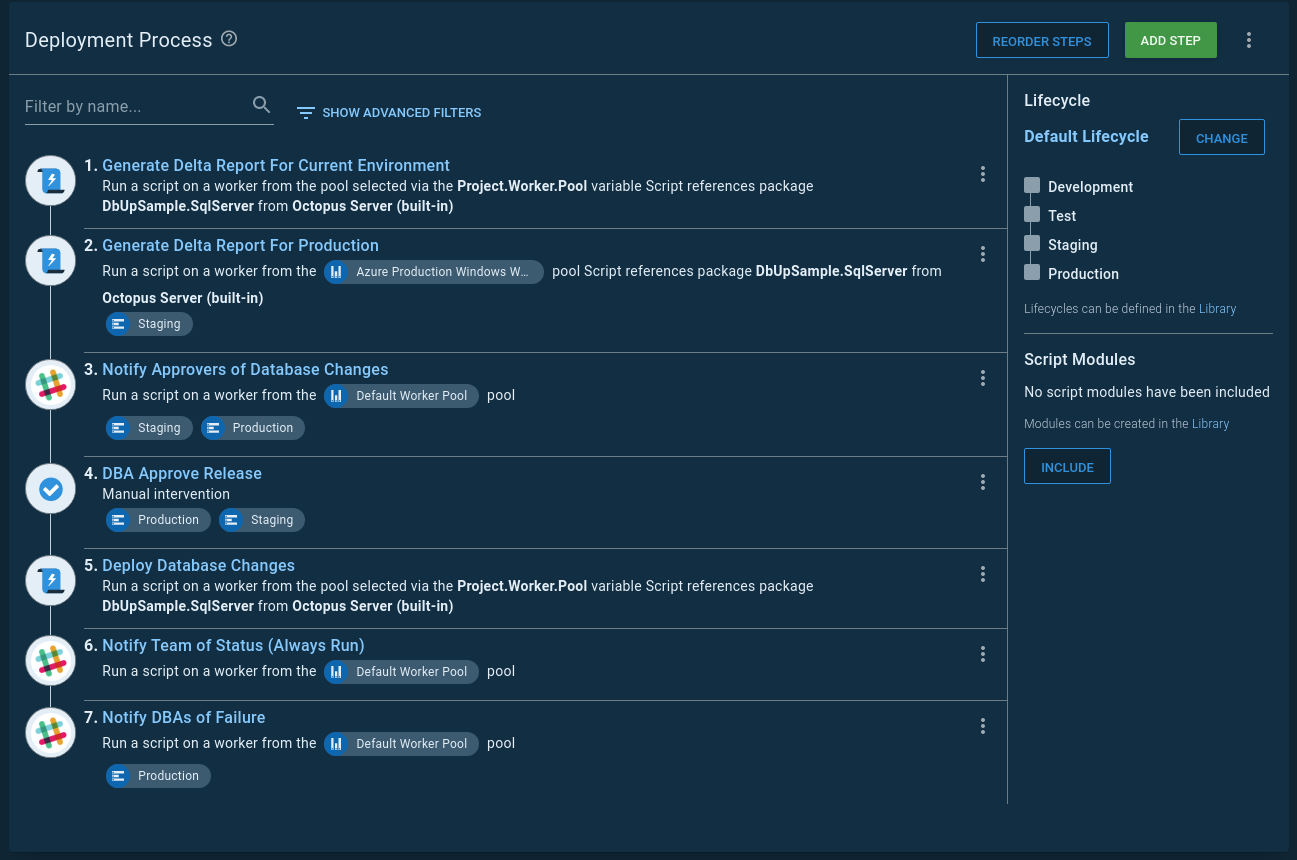 Deployment Process ?
REORDER STEPS
ADD STEP
Filter by name...
SHOW ADVANCED FILTERS
1. Generate Delta Report For Current Environment
Run a script on a worker from the pool selected via the Project.Worker.Pool variable Script references package
DbUpSample.SqlServer from Octopus Server (built-in)
2. Generate Delta Report For Production
Run a script on a worker from the Azure Production Windows W... pool Script references package DbUpSample.SqlServer from
Octopus Server (built-in)
Staging
3. Notify Approvers of Database Changes
Run a script on a worker from the Default Worker Pool pool
Staging Production
4. DBA Approve Release
Manual intervention
Production Staging
5. Deploy Database Changes
Run a script on a worker from the pool selected via the Project.Worker.Pool variable Script references package
DbUpSample.SqlServer from Octopus Server (built-in)
6. Notify Team of Status (Always Run)
Run a script on a worker from the Default Worker Pool pool
7. Notify DBAs of Failure
Run a script on a worker from the Default Worker Pool pool
Production
Lifecycle
Default Lifecycle
CHANGE
Development
Test
Staging
Production
Lifecycles can be defined in the Library
Script Modules
No script modules have been included
Modules can be created in the Library
INCLUDE